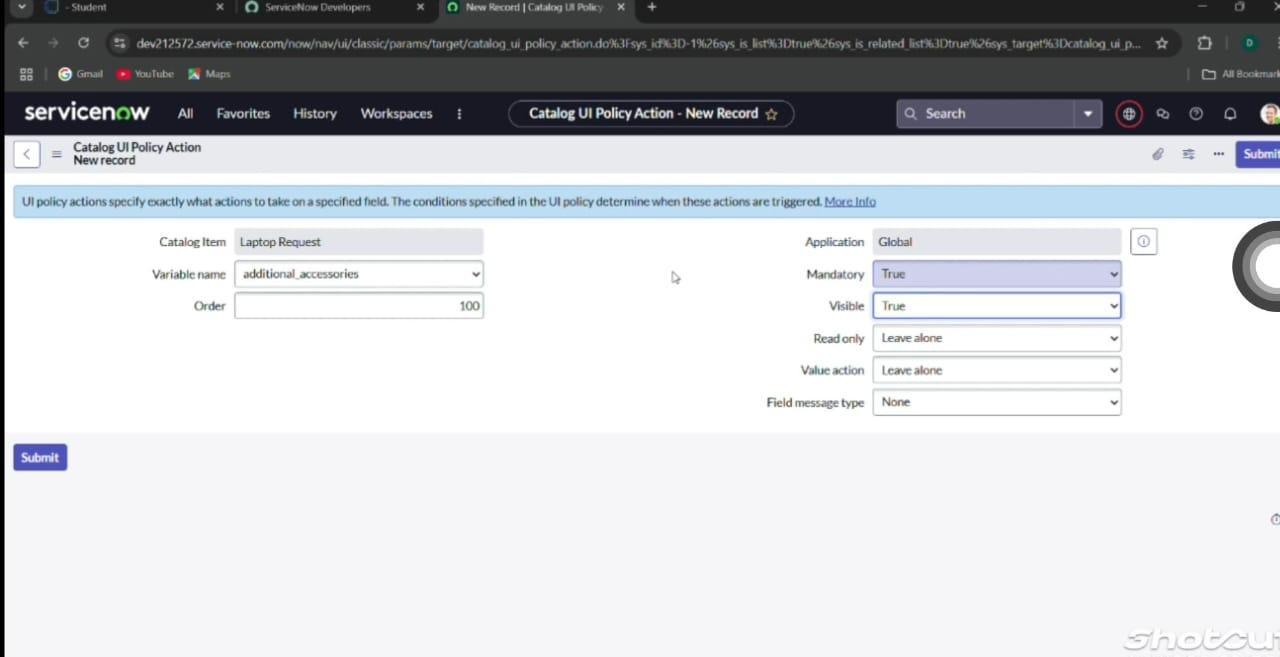 - Student
ServiceNow Developers
New Record | Catalog UI Policy
dev212572.service-now.com/now/nav/ui/classic/params/target/catalog_ui_policy_action.do%3Fsys_id%3D-1%26sys_is_list%3Dtrue%26sys_is_related_list%3Dtrue%26sys_target%3Dcatalog_ui_p...
D
Gmail
YouTube
Maps
All Bookmark
servicenow
All
Favorites
History
Workspaces
Catalog UI Policy Action - New Record
Search
Catalog UI Policy Action
New record
Submit
UI policy actions specify exactly what actions to take on a specified field. The conditions specified in the UI policy determine when these actions are triggered. More Info
Catalog Item Laptop Request
Application Global
Variable name additional_accessories
Mandatory True
Order 100
Visible True
Read only Leave alone
Value action Leave alone
Field message type None
Submit
Shotcut